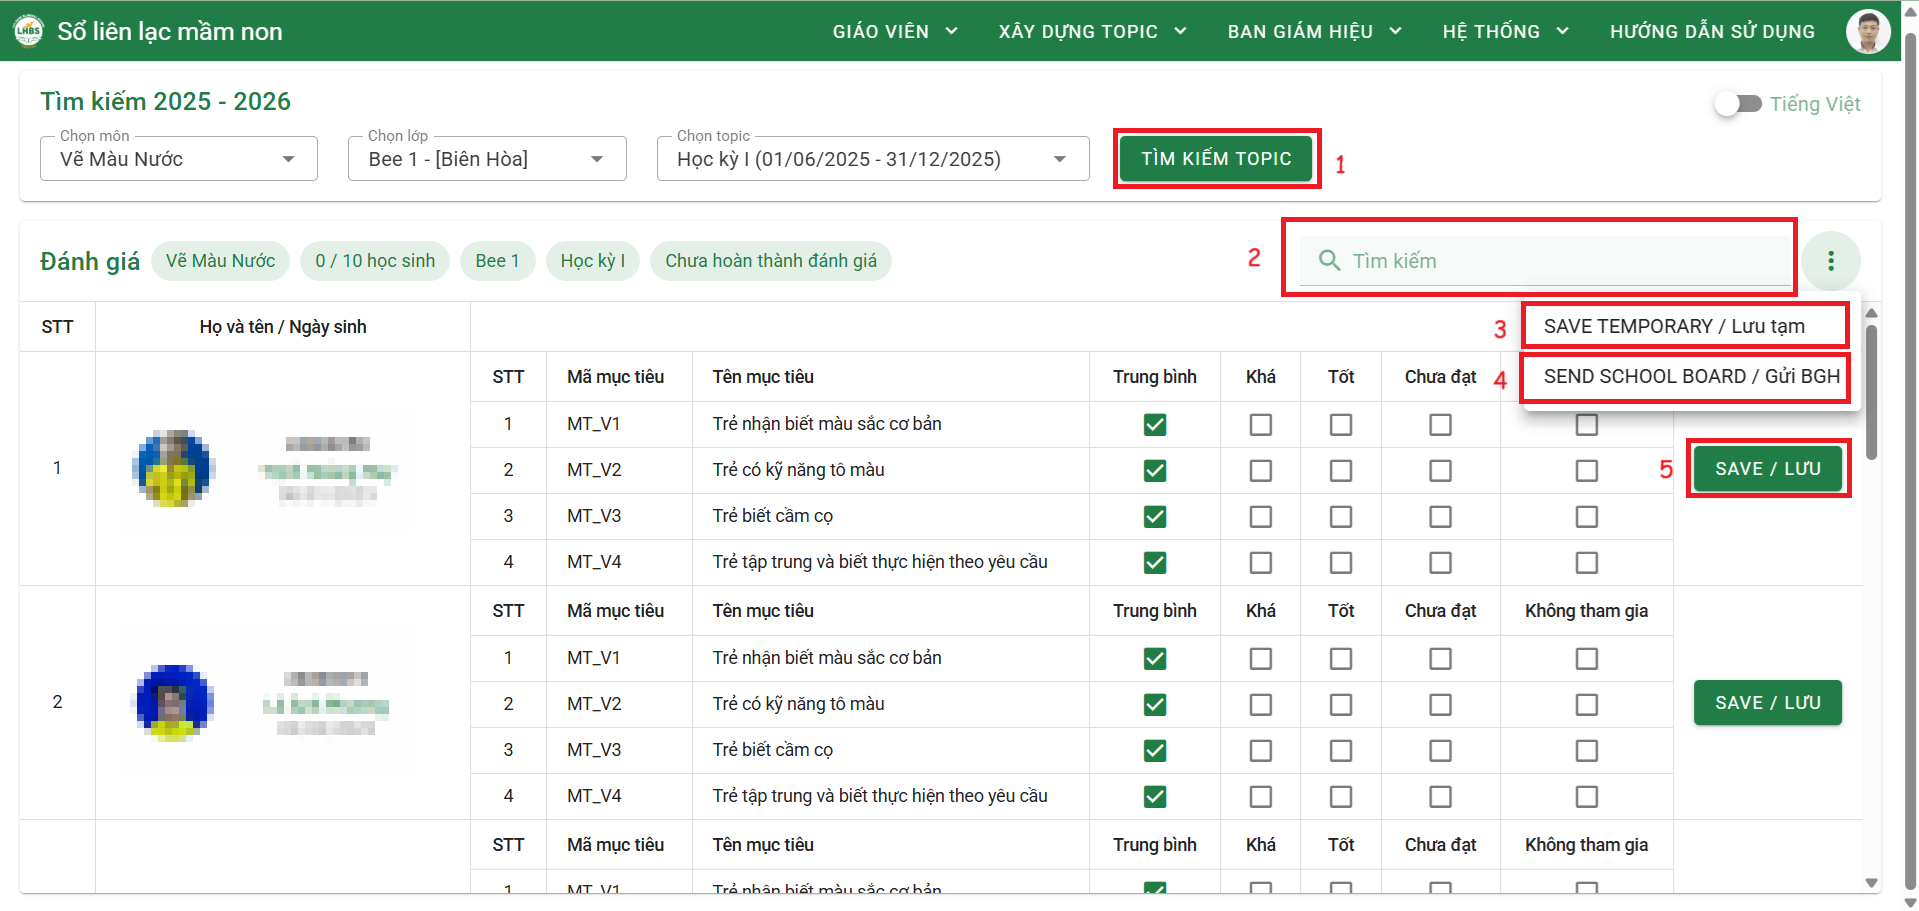 LHBS
Sổ liên lạc mầm non
GIÁO VIÊN
XÂY DỰNG TOPIC
BAN GIÁM HIỆU
HỆ THỐNG
HƯỚNG DẪN SỬ DỤNG
Tìm kiếm 2025 - 2026
Tiếng Việt
Chọn môn
Vẽ Màu Nước
Chọn lớp
Bee 1 - [Biên Hòa]
Chọn topic
Học kỳ I (01/06/2025 - 31/12/2025)
TÌM KIẾM TOPIC
1
Đánh giá
Vẽ Màu Nước
0 / 10 học sinh
Bee 1
Học kỳ I
Chưa hoàn thành đánh giá
2
Tìm kiếm
STT
Họ và tên / Ngày sinh
3
SAVE TEMPORARY / Lưu tạm
4
SEND SCHOOL BOARD / Gửi BGH
STT Mã mục tiêu Tên mục tiêu Trung bình Khá Tốt Chưa đạt
1
1 MT_V1 Trẻ nhận biết màu sắc cơ bản
2 MT_V2 Trẻ có kỹ năng tô màu
3 MT_V3 Trẻ biết cầm cọ
4 MT_V4 Trẻ tập trung và biết thực hiện theo yêu cầu
5
SAVE / LƯU
STT Mã mục tiêu Tên mục tiêu Trung bình Khá Tốt Chưa đạt Không tham gia
2
1 MT_V1 Trẻ nhận biết màu sắc cơ bản
2 MT_V2 Trẻ có kỹ năng tô màu
3 MT_V3 Trẻ biết cầm cọ
4 MT_V4 Trẻ tập trung và biết thực hiện theo yêu cầu
SAVE / LƯU
STT Mã mục tiêu Tên mục tiêu Trung bình Khá Tốt Chưa đạt Không tham gia
1 MT_V1 Trẻ nhận biết màu sắc cơ bản